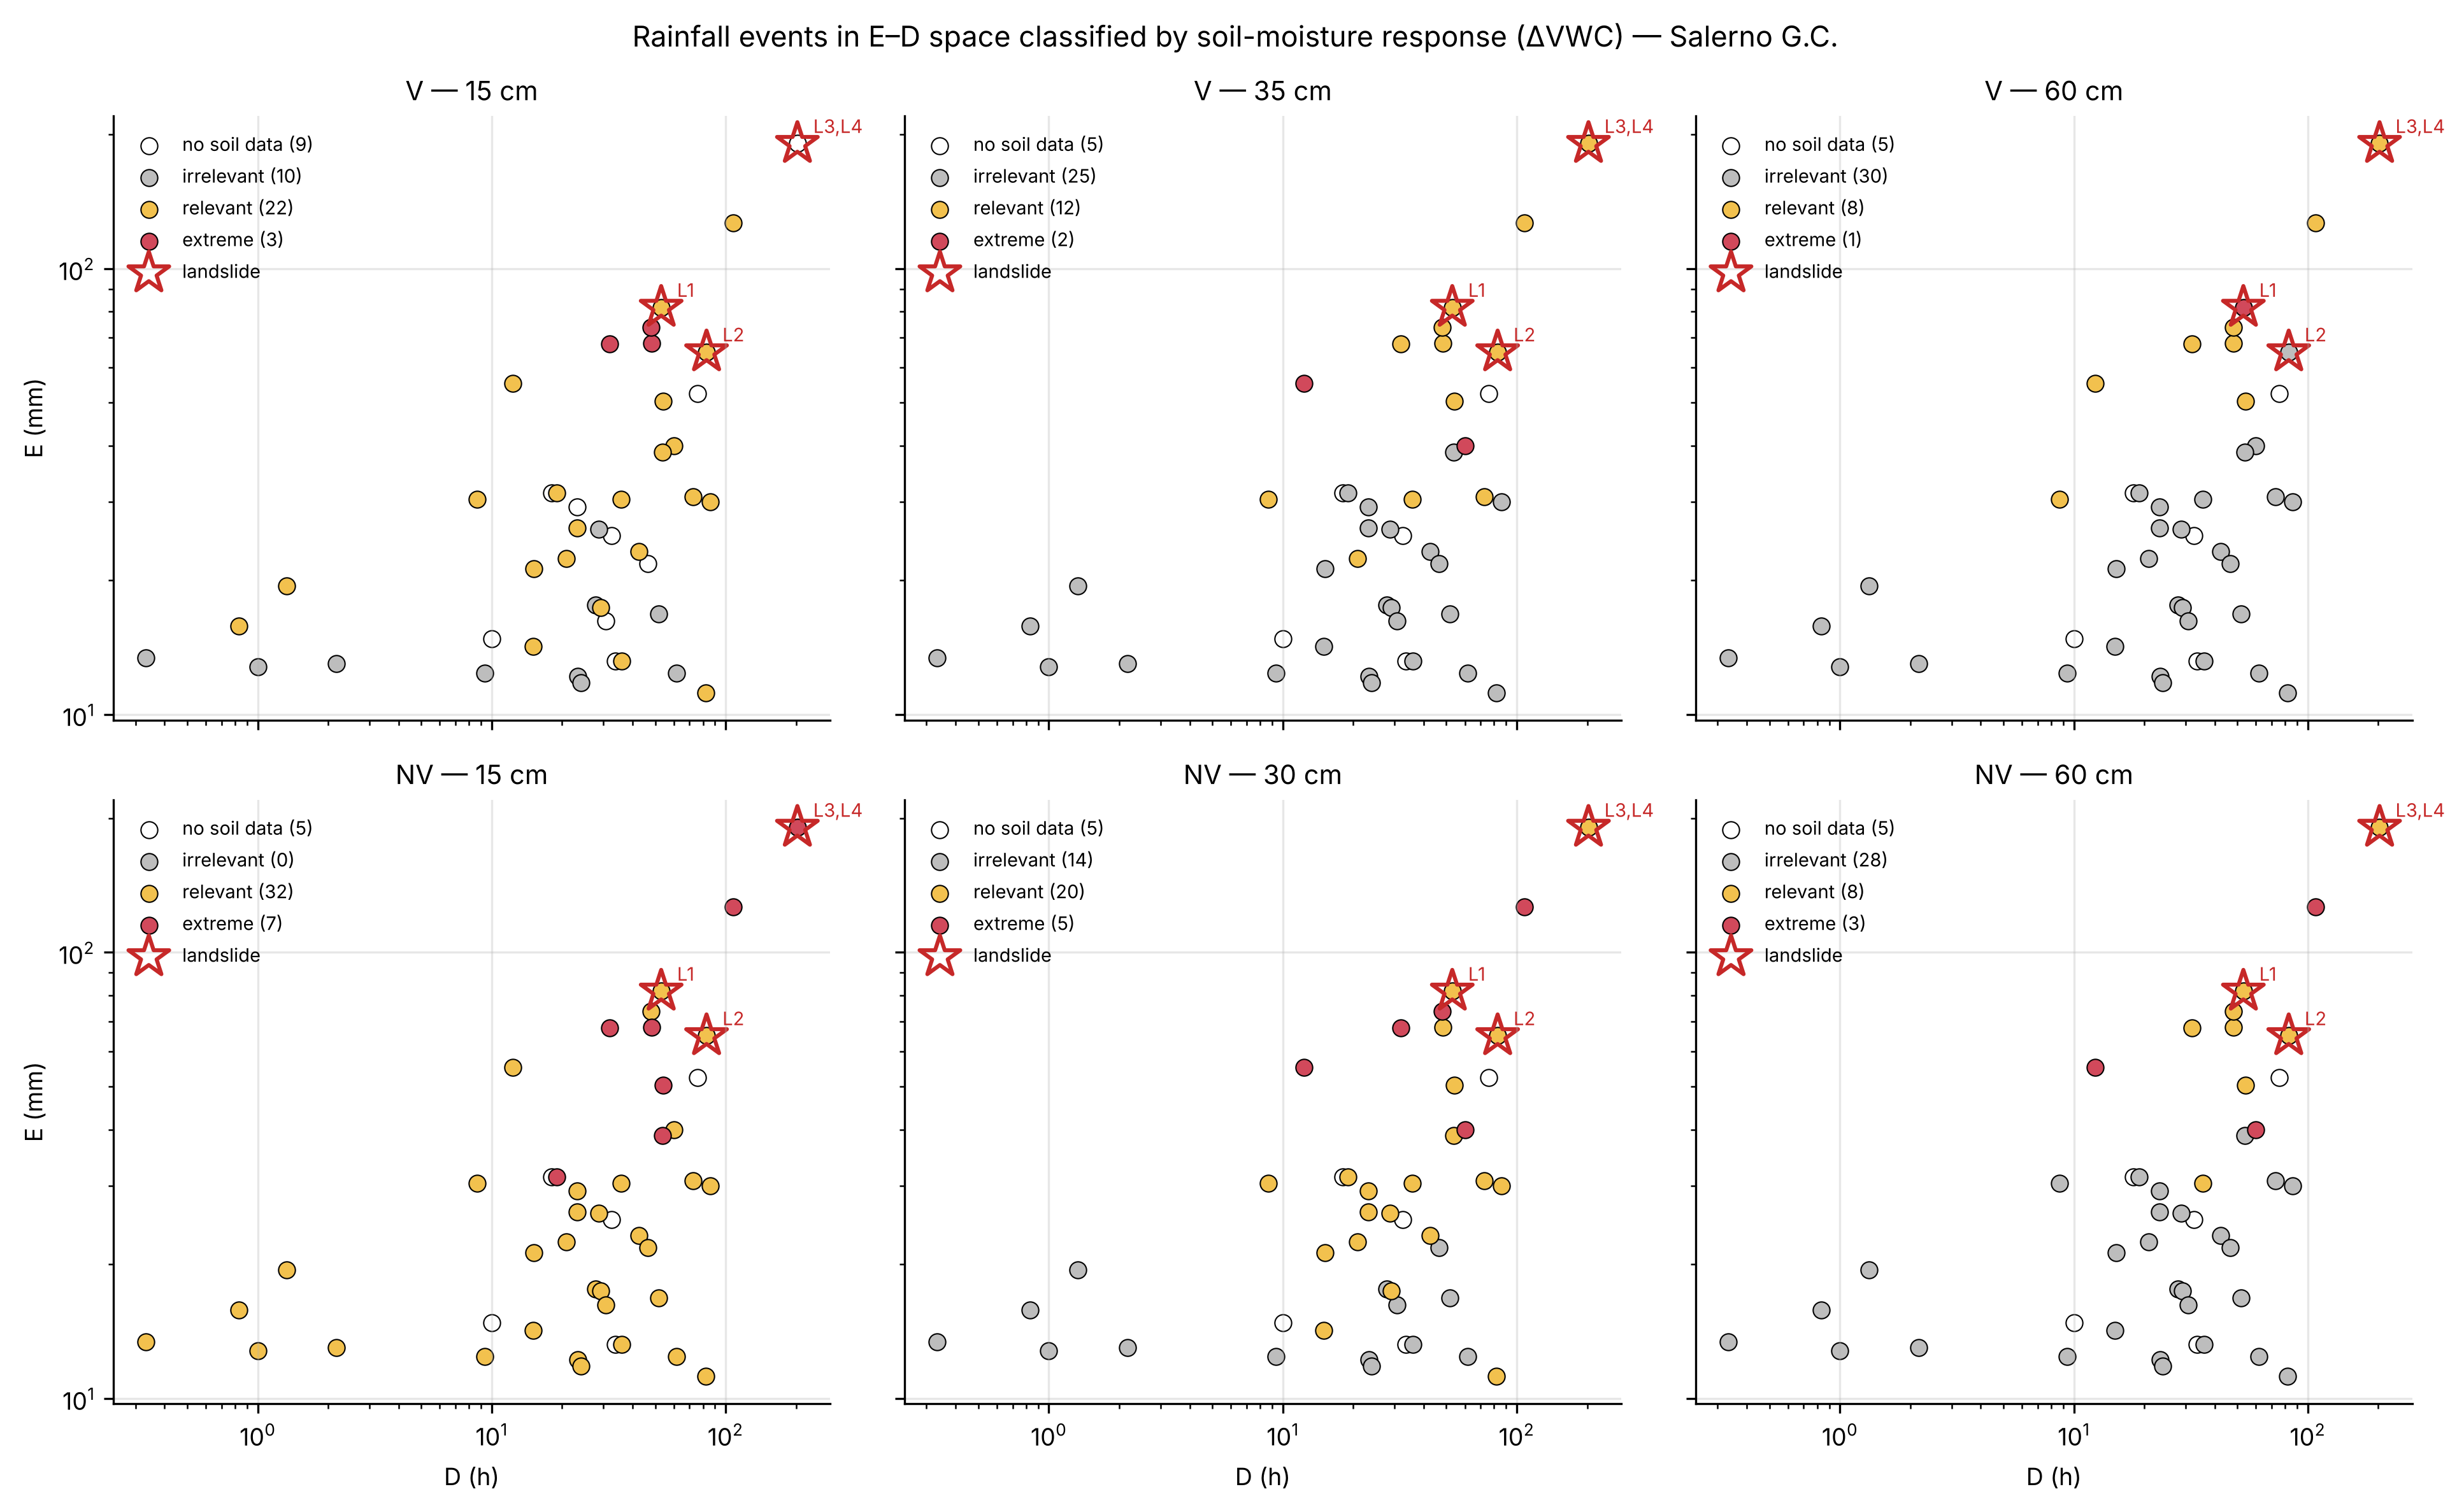 Rainfall events in E–D space classified by soil-moisture response (ΔVWC) — Salerno G.C.
V — 15 cm
no soil data (9)
irrelevant (10)
relevant (22)
extreme (3)
landslide
L3,L4
L1
L2
10²
10¹
E (mm)
V — 35 cm
no soil data (5)
irrelevant (25)
relevant (12)
extreme (2)
landslide
L3,L4
L1
L2
V — 60 cm
no soil data (5)
irrelevant (30)
relevant (8)
extreme (1)
landslide
L3,L4
L1
L2
NV — 15 cm
no soil data (5)
irrelevant (0)
relevant (32)
extreme (7)
landslide
L3,L4
L1
L2
10²
10¹
E (mm)
10⁰ 10¹ 10²
D (h)
NV — 30 cm
no soil data (5)
irrelevant (14)
relevant (20)
extreme (5)
landslide
L3,L4
L1
L2
10⁰ 10¹ 10²
D (h)
NV — 60 cm
no soil data (5)
irrelevant (28)
relevant (8)
extreme (3)
landslide
L3,L4
L1
L2
10⁰ 10¹ 10²
D (h)